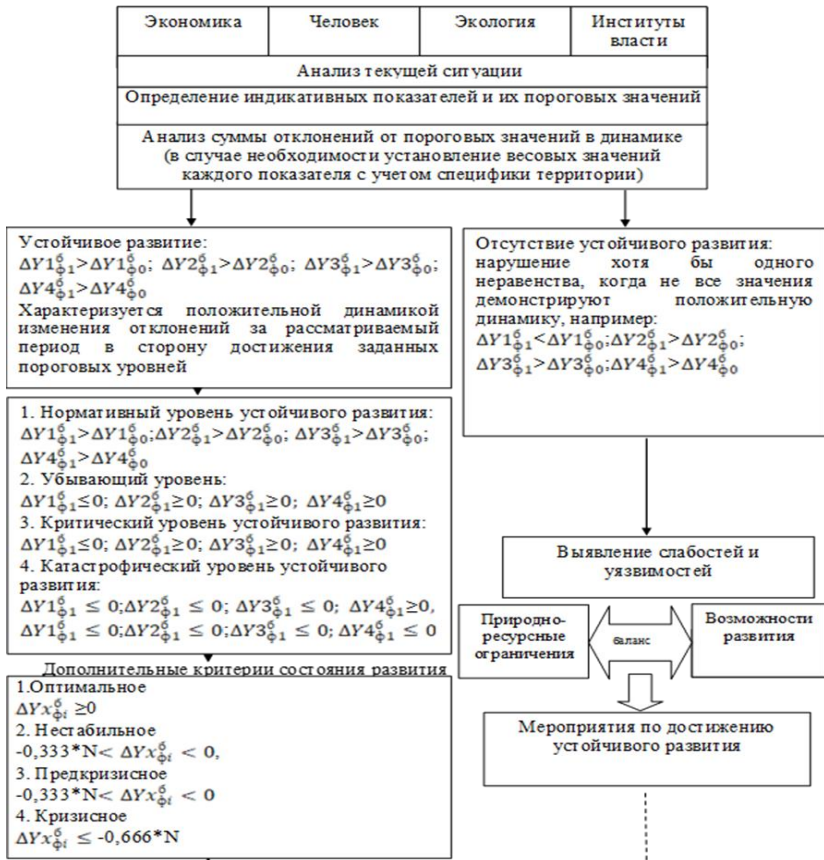 Экономика
Человек
Экология
Институты
власти
Анализ текущей ситуации
Определение индикативных показателей и их пороговых значений
Анализ суммы отклонений от пороговых значений в динамике
(в случае необходимости установление весовых значений
каждого показателя с учетом специфики территории)
Устойчивое развитие:
ΔY1ᵟф1>ΔY1ᵟф0; ΔY2ᵟф1>ΔY2ᵟф0; ΔY3ᵟф1>ΔY3ᵟф0;
ΔY4ᵟф1>ΔY4ᵟф0
Характеризуется положительной динамикой
изменения отклонений за рассматриваемый
период в сторону достижения заданных
пороговых уровней
Отсутствие устойчивого развития:
нарушение хотя бы одного
неравенства, когда не все значения
демонстрируют положительную
динамику, например:
ΔY1ᵟф1<ΔY1ᵟф0;ΔY2ᵟф1>ΔY2ᵟф0;
ΔY3ᵟф1>ΔY3ᵟф0;ΔY4ᵟф1>ΔY4ᵟф0
1. Нормативный уровень устойчивого развития:
ΔY1ᵟф1>ΔY1ᵟф0;ΔY2ᵟф1>ΔY2ᵟф0; ΔY3ᵟф1>ΔY3ᵟф0;
ΔY4ᵟф1>ΔY4ᵟф0
2. Убывающий уровень:
ΔY1ᵟф1≤0; ΔY2ᵟф1≥0; ΔY3ᵟф1≥0; ΔY4ᵟф1≥0
3. Критический уровень устойчивого развития:
ΔY1ᵟф1≤0; ΔY2ᵟф1≥0; ΔY3ᵟф1≥0; ΔY4ᵟф1≥0
4. Катастрофический уровень устойчивого
развития:
ΔY1ᵟф1 ≤ 0;ΔY2ᵟф1 ≤ 0; ΔY3ᵟф1 ≤ 0; ΔY4ᵟф1≥0,
ΔY1ᵟф1 ≤ 0;ΔY2ᵟф1 ≤ 0;ΔY3ᵟф1 ≤ 0; ΔY4ᵟф1 ≤ 0
Выявление слабостей и
уязвимостей
Природно-
ресурсные
ограничения
баланс
Возможности
развития
Мероприятия по достижению
устойчивого развития
Дополнительные критерии состояния развития
1.Оптимальное
ΔYxᵟфi ≥0
2. Нестабильное
-0,333*N< ΔYxᵟфi < 0,
3. Предкризисное
-0,333*N< ΔYxᵟфi < 0
4. Кризисное
ΔYxᵟфi ≤ -0,666*N